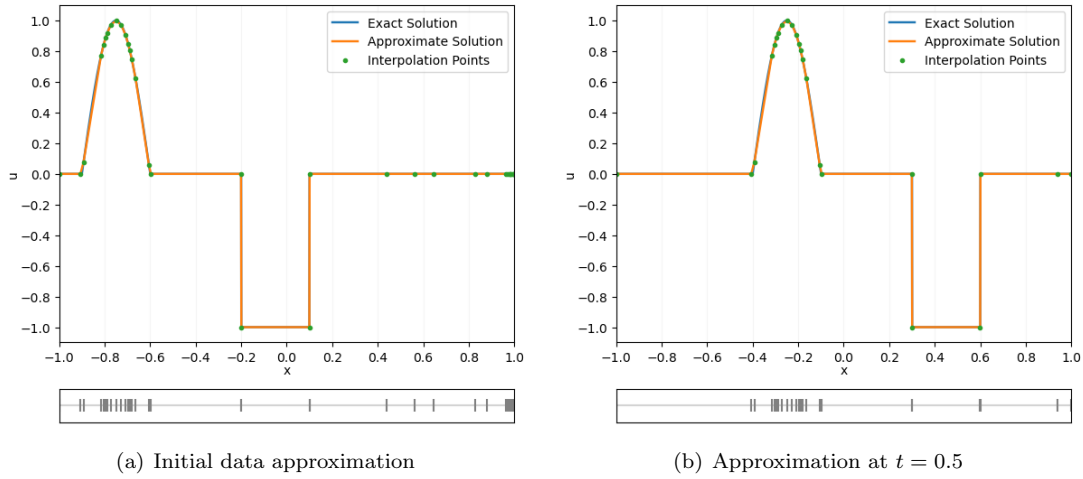 1.0
0.8
0.6
0.4
0.2
0.0
−0.2
−0.4
−0.6
−0.8
−1.0
u
−1.0 −0.8 −0.6 −0.4 −0.2 0.0 0.2 0.4 0.6 0.8 1.0
x
Exact Solution
Approximate Solution
Interpolation Points
(a) Initial data approximation
1.0
0.8
0.6
0.4
0.2
0.0
−0.2
−0.4
−0.6
−0.8
−1.0
u
−1.0 −0.8 −0.6 −0.4 −0.2 0.0 0.2 0.4 0.6 0.8 1.0
x
Exact Solution
Approximate Solution
Interpolation Points
(b) Approximation at t = 0.5